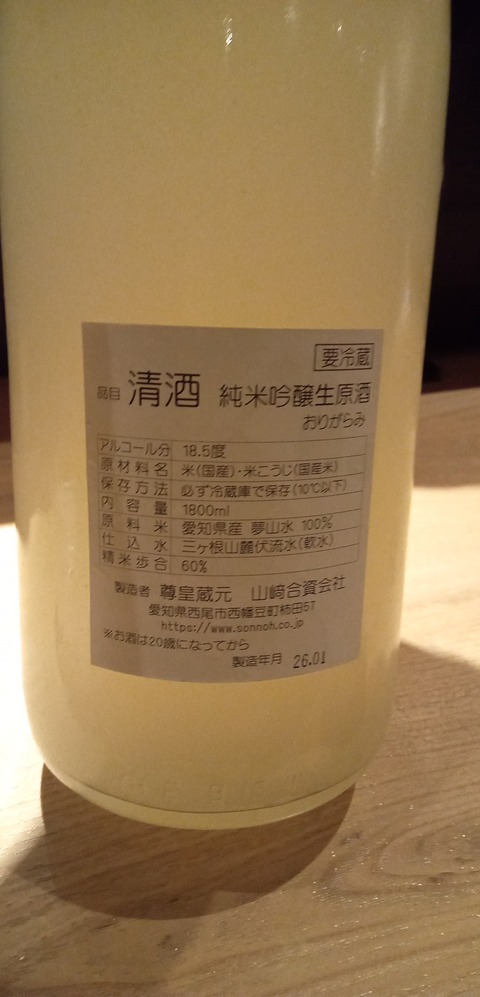 要冷蔵
品目 清酒 純米吟醸生原酒
おりがらみ
アルコール分 18.5度
原材料名 米(国産)・米こうじ(国産米)
保存方法 必ず冷蔵庫で保存(10℃以下)
内容量 1800ml
原料米 愛知県産 夢山水 100%
仕込水 三ヶ根山麓伏流水(軟水)
精米歩合 60%
製造者 尊皇蔵元 山﨑合資会社
愛知県西尾市西幡豆町柿田57
https://www.sonnoh.co.jp
※お酒は20歳になってから
製造年月 26.01